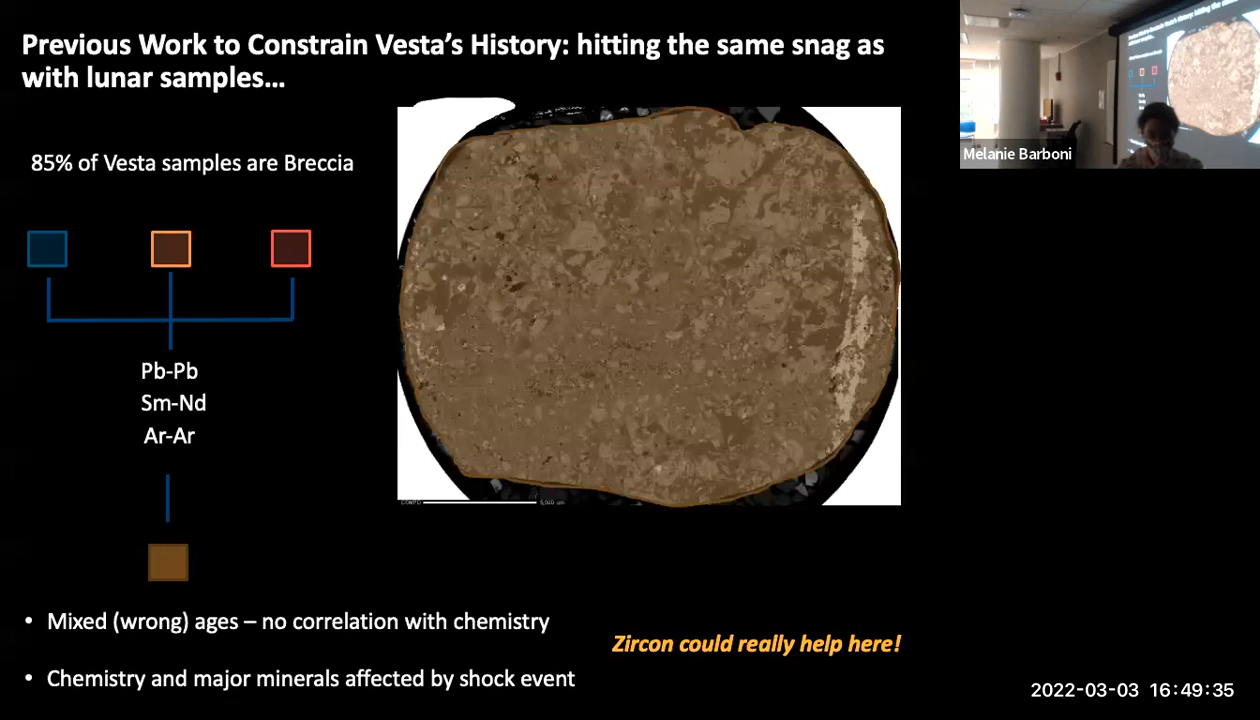 Previous Work to Constrain Vesta's History: hitting the same snag as
with lunar samples…
85% of Vesta samples are Breccia
Pb-Pb
Sm-Nd
Ar-Ar
Mixed (wrong) ages – no correlation with chemistry
Chemistry and major minerals affected by shock event
Zircon could really help here!
Melanie Barboni
2022-03-03 16:49:35